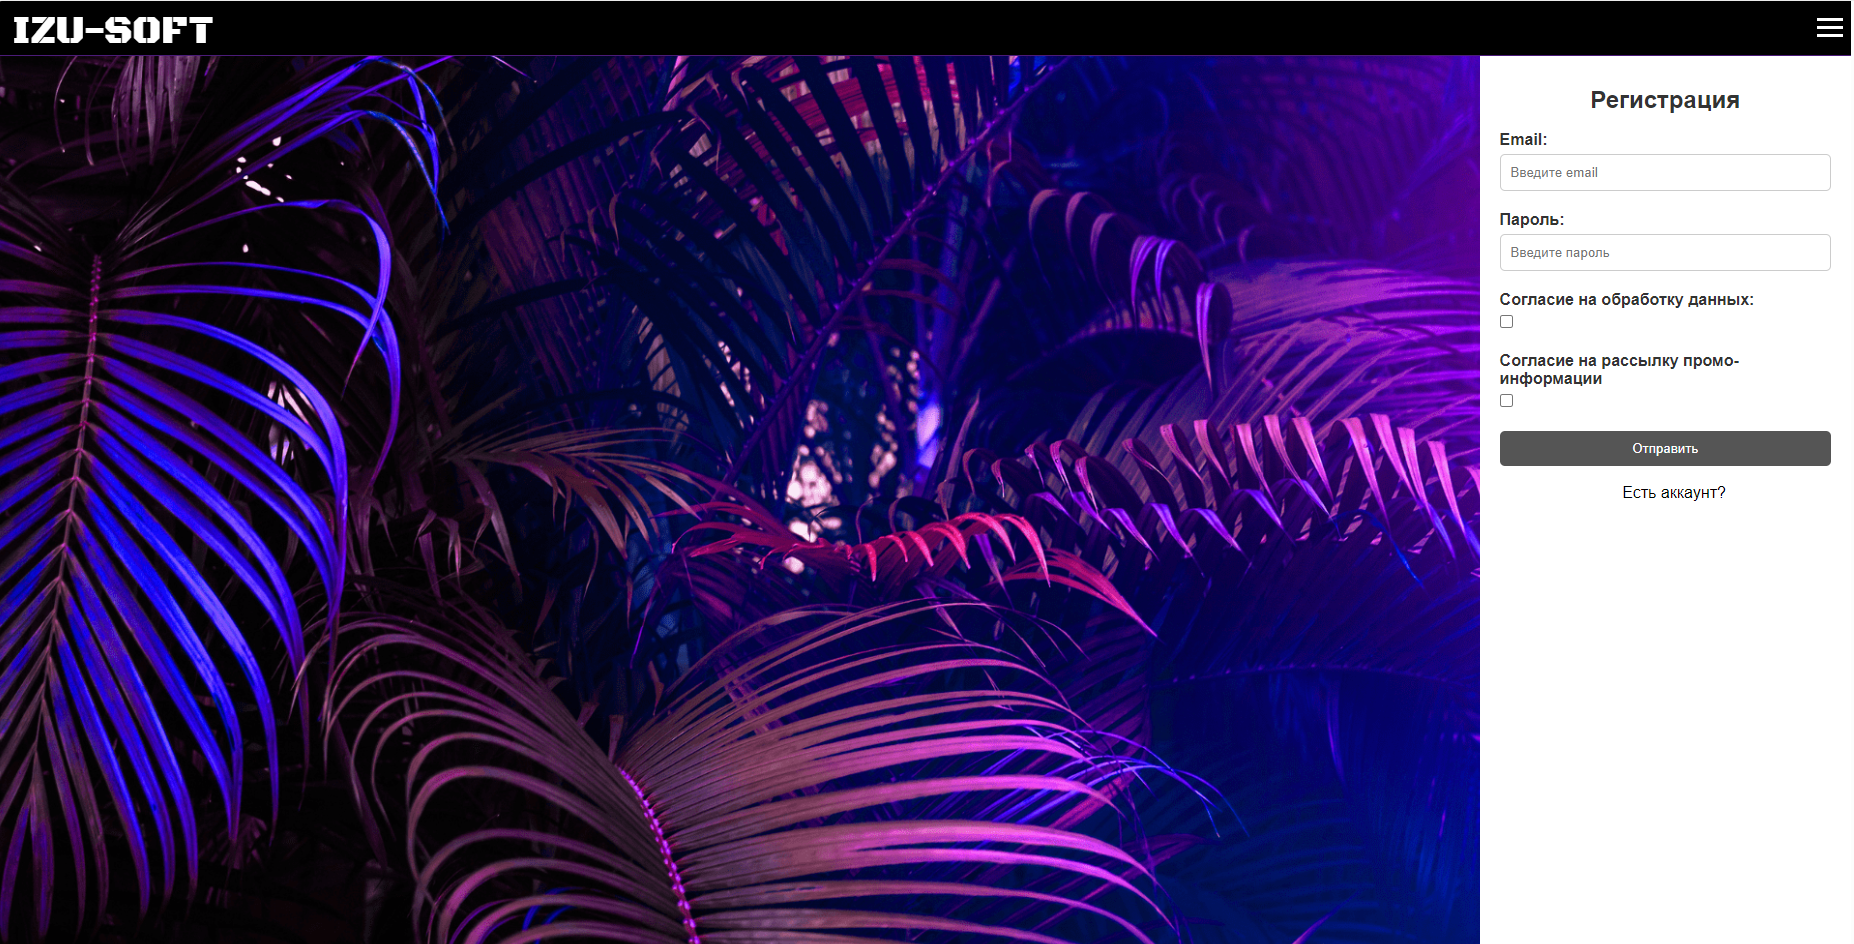 IZU-SOFT
Регистрация
Email:
Введите email
Пароль:
Введите пароль
Согласие на обработку данных:
Согласие на рассылку промо-
информации
Отправить
Есть аккаунт?